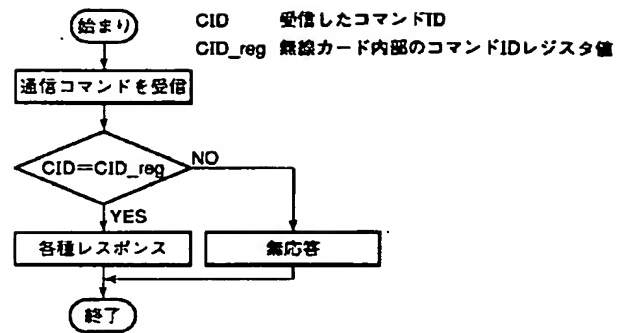 始まり
CID 受信したコマンドID
CID_reg 無線カード内部のコマンドIDレジスタ値
通信コマンドを受信
CID=CID_reg
NO
YES
各種レスポンス
無応答
終了